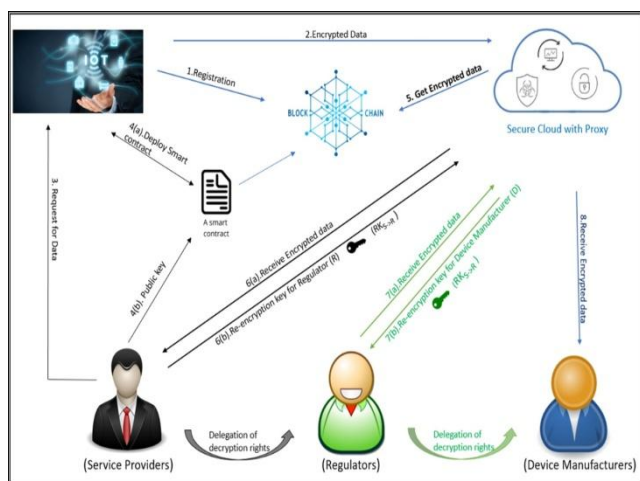 IOT
2.Encrypted Data
1.Registration
BLOCK CHAIN
5. Get Encrypted data
Secure Cloud with Proxy
4(a).Deploy Smart
contract
A smart
contract
3. Request for Data
4(b). Public key
6(a).Receive Encrypted data
6(b).Re-encryption key for Regulator (R)
(RK S->R )
7(a).Receive Encrypted data
7(b).Re-encryption key for Device Manufacturer (D)
(RK S->R )
8.Receive Encrypted data
Delegation of
decryption rights
Delegation of
decryption rights
(Service Providers)
(Regulators)
(Device Manufacturers)